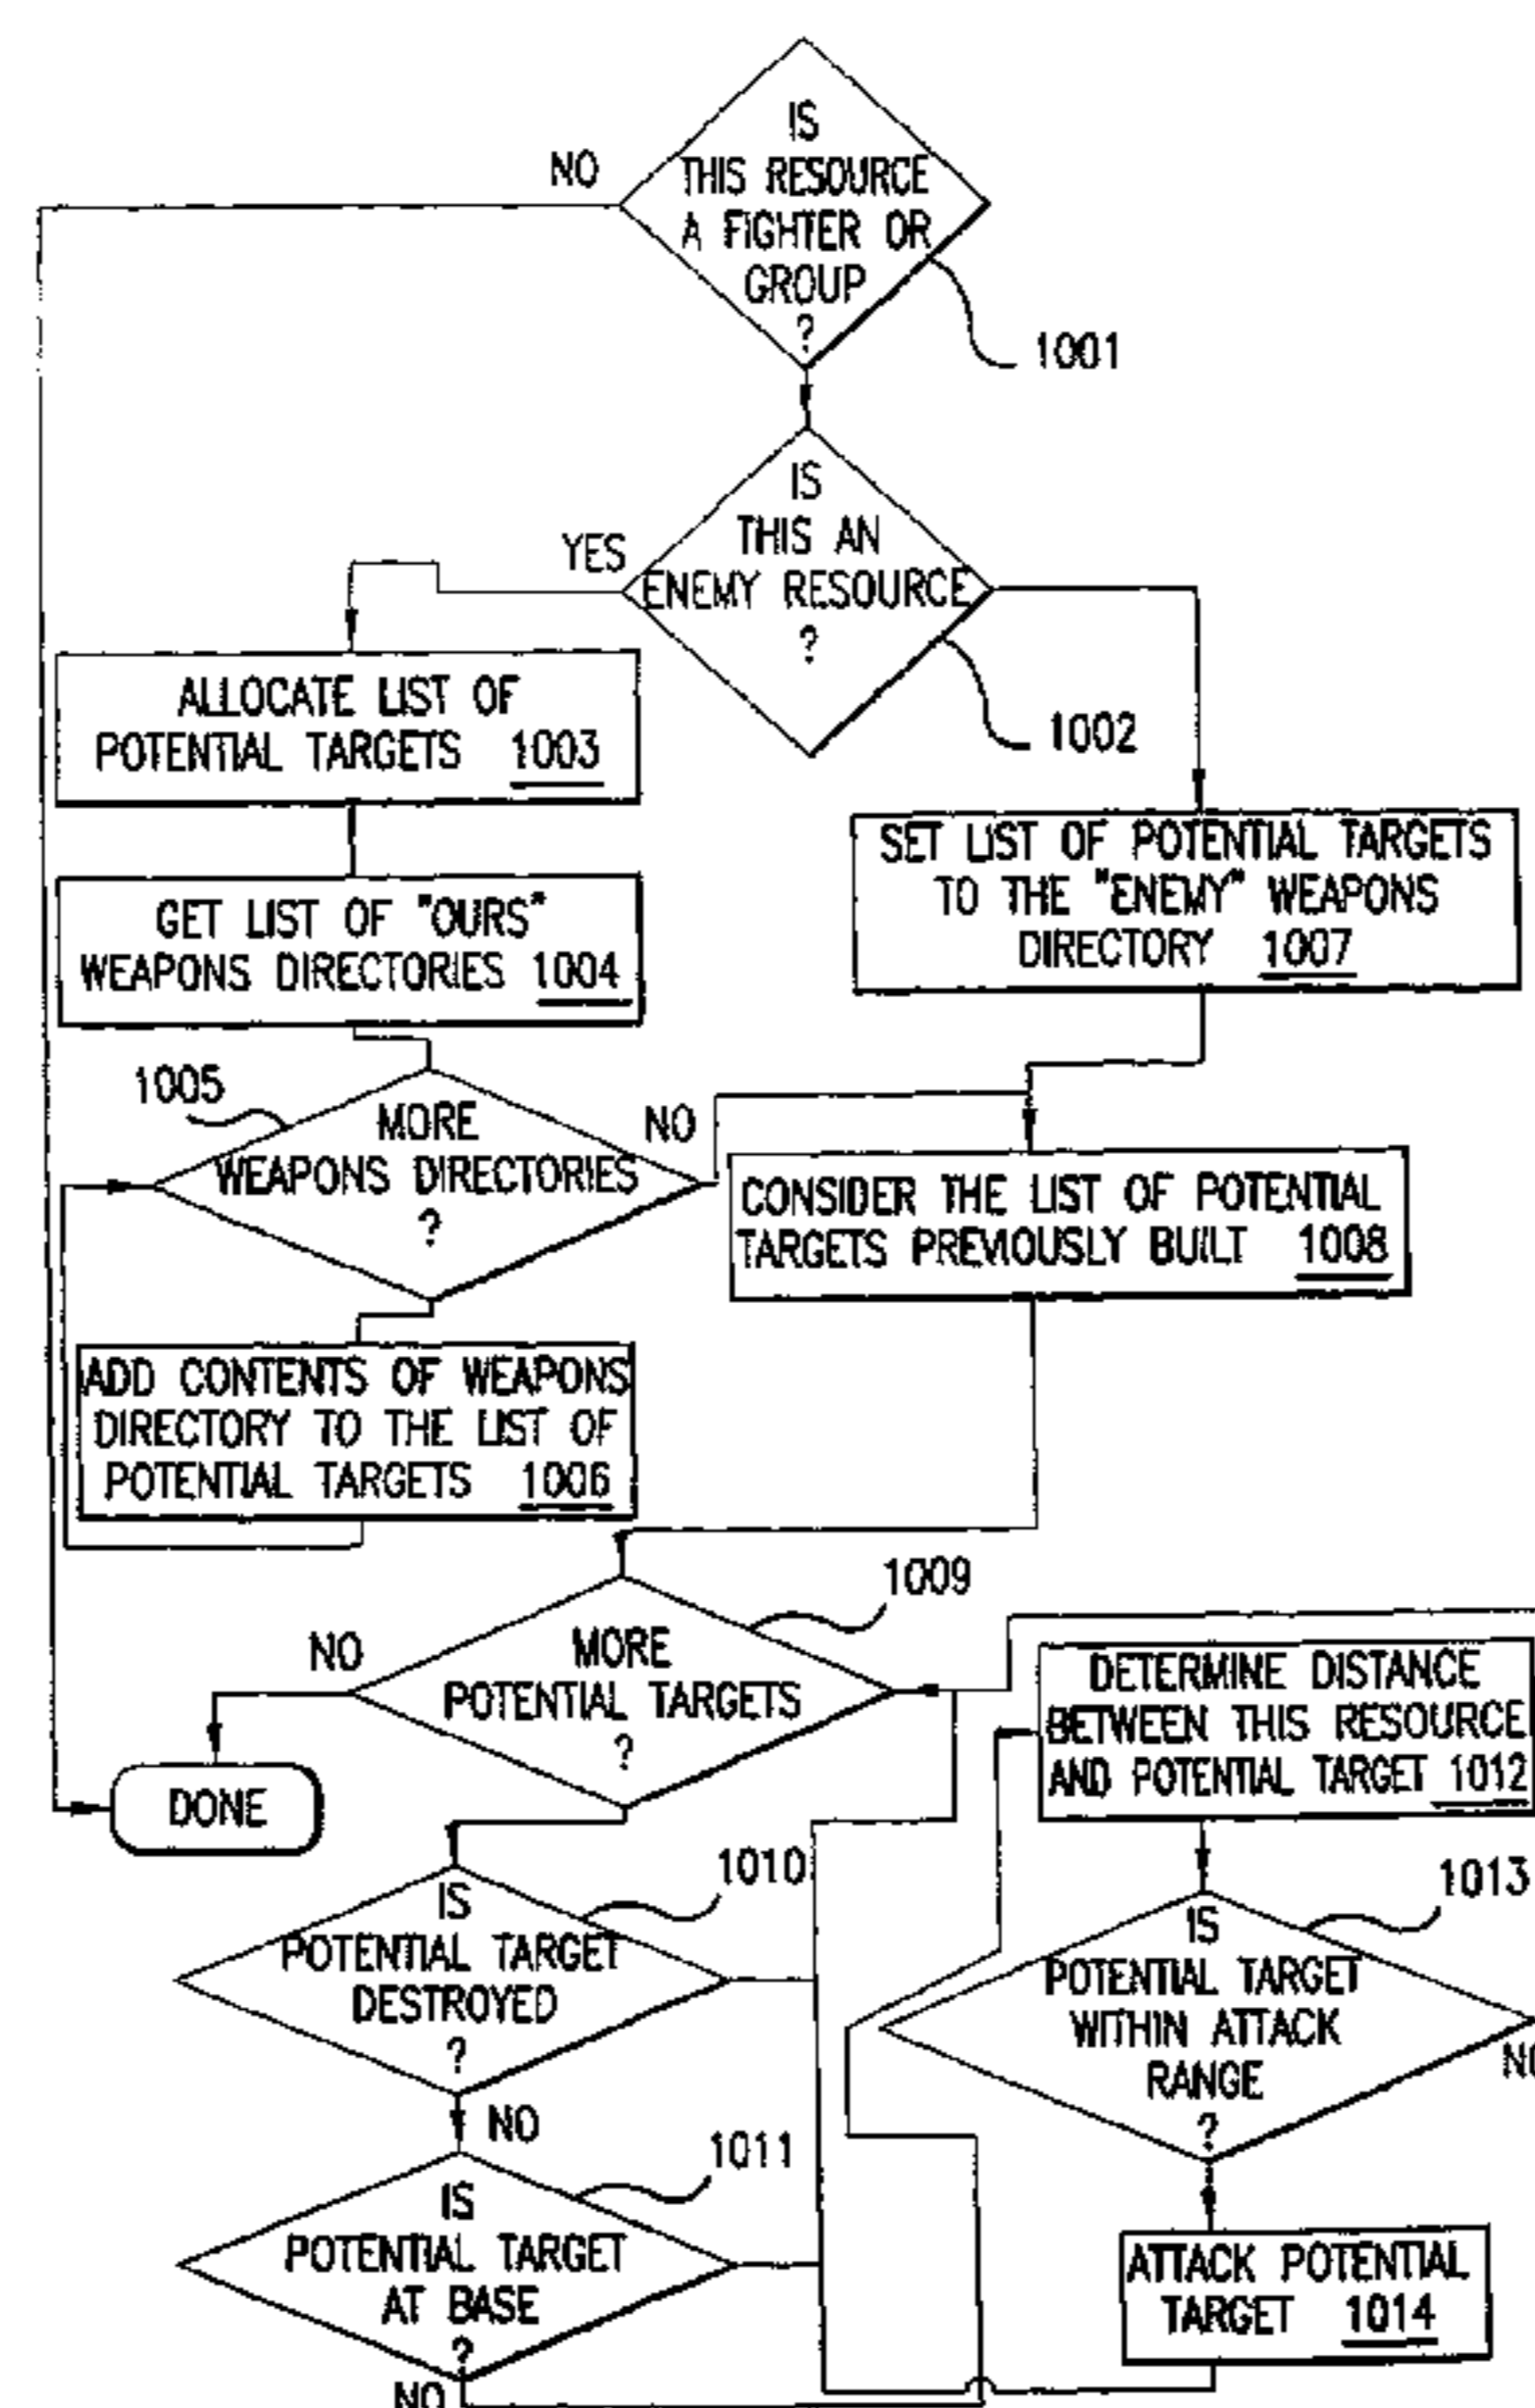 IS
THIS RESOURCE
A FIGHTER OR
GROUP
?
NO
1001
IS
THIS AN
ENEMY RESOURCE
?
YES
1002
ALLOCATE LIST OF
POTENTIAL TARGETS 1003
GET LIST OF "OURS"
WEAPONS DIRECTORIES 1004
SET LIST OF POTENTIAL TARGETS
TO THE "ENEMY" WEAPONS
DIRECTORY 1007
1005
MORE
WEAPONS DIRECTORIES
?
NO
CONSIDER THE LIST OF POTENTIAL
TARGETS PREVIOUSLY BUILT 1008
ADD CONTENTS OF WEAPONS
DIRECTORY TO THE LIST OF
POTENTIAL TARGETS 1006
1009
NO
MORE
POTENTIAL TARGETS
?
DONE
DETERMINE DISTANCE
BETWEEN THIS RESOURCE
AND POTENTIAL TARGET 1012
1010
IS
POTENTIAL TARGET
DESTROYED
?
NO
1013
IS
POTENTIAL TARGET
WITHIN ATTACK
RANGE
?
NO
1011
IS
POTENTIAL TARGET
AT BASE
?
NO
ATTACK POTENTIAL
TARGET 1014